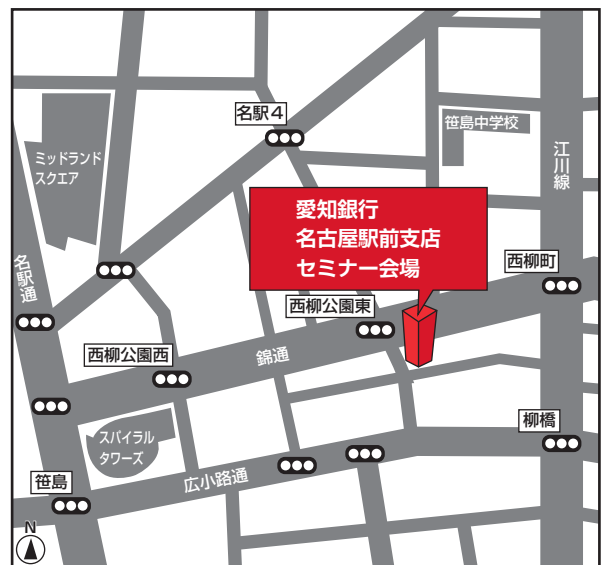 名駅4
笹島中学校
ミッドランド
スクエア
江川線
愛知銀行
名古屋駅前支店
セミナー会場
名駅通
西柳町
西柳公園東
西柳公園西
錦通
スパイラル
タワーズ
柳橋
笹島
広小路通
N